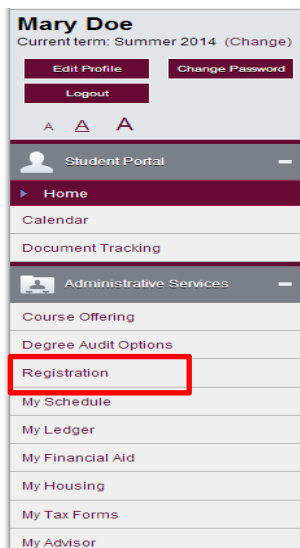 Mary Doe
Current term: Summer 2014 (Change)
Edit Profile Change Password
Logout
A A A
Student Portal
Home
Calendar
Document Tracking
Administrative Services
Course Offering
Degree Audit Options
Registration
My Schedule
My Ledger
My Financial Aid
My Housing
My Tax Forms
My Advisor